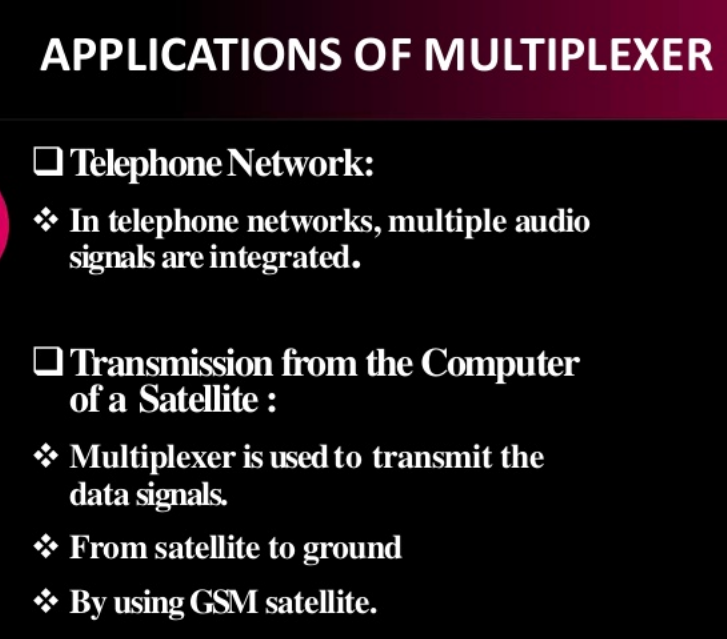 APPLICATIONS OF MULTIPLEXER
❑ Telephone Network:
❖ In telephone networks, multiple audio
signals are integrated.
❑ Transmission from the Computer
of a Satellite :
❖ Multiplexer is used to transmit the
data signals.
❖ From satellite to ground
❖ By using GSM satellite.